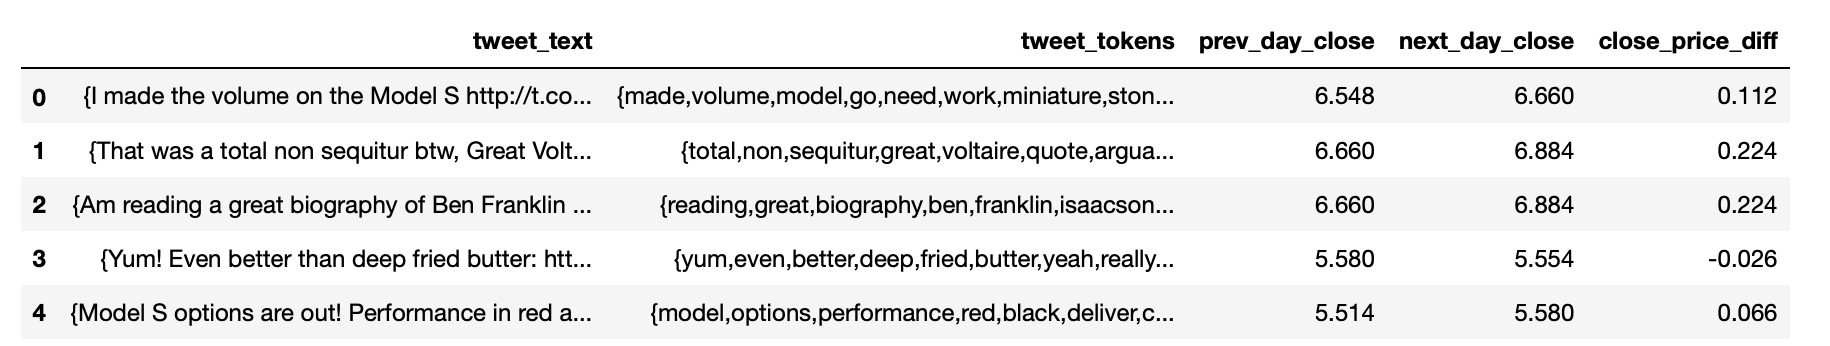 tweet_text tweet_tokens prev_day_close next_day_close close_price_diff
0 {I made the volume on the Model S http://t.co... {made,volume,model,go,need,work,miniature,ston... 6.548 6.660 0.112
1 {That was a total non sequitur btw, Great Volt... {total,non,sequitur,great,voltaire,quote,argua... 6.660 6.884 0.224
2 {Am reading a great biography of Ben Franklin ... {reading,great,biography,ben,franklin,isaacson... 6.660 6.884 0.224
3 {Yum! Even better than deep fried butter: htt... {yum,even,better,deep,fried,butter,yeah,really... 5.580 5.554 -0.026
4 {Model S options are out! Performance in red a... {model,options,performance,red,black,deliver,c... 5.514 5.580 0.066